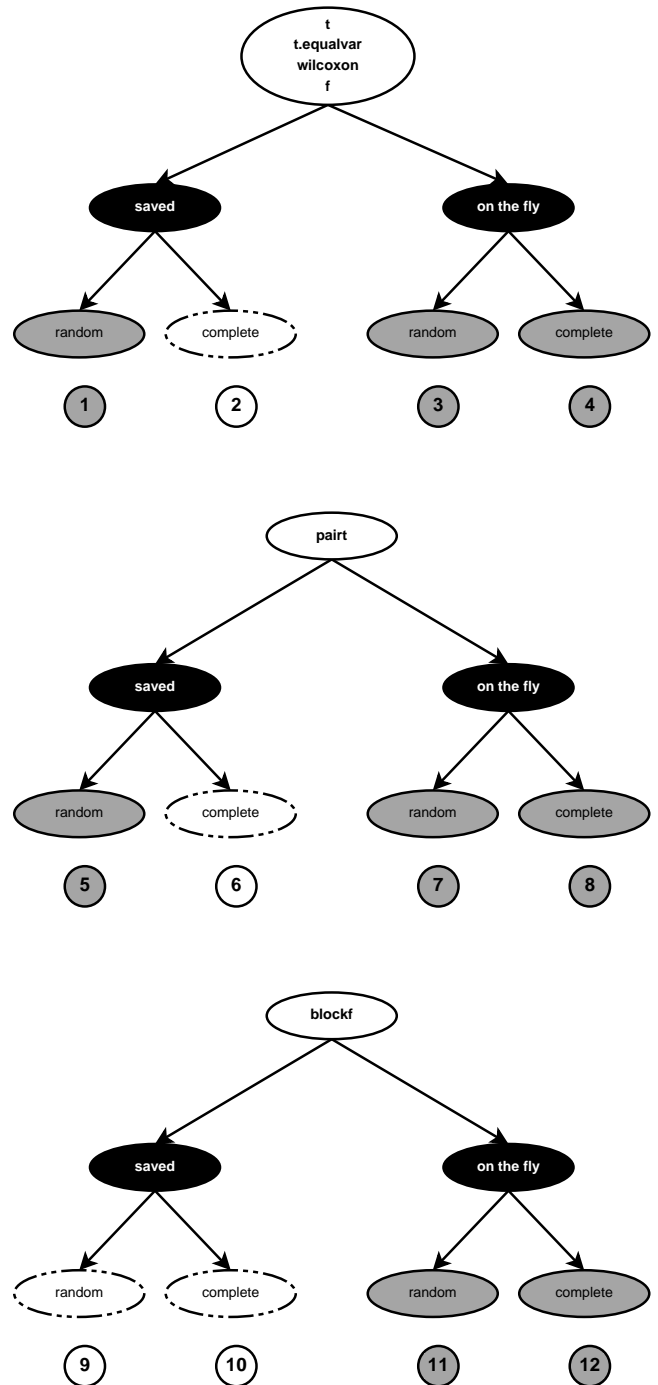 t
t.equalvar
wilcoxon
f
saved
on the fly
random
complete
random
complete
1
2
3
4
pairt
saved
on the fly
random
complete
random
complete
5
6
7
8
blockf
saved
on the fly
random
complete
random
complete
9
10
11
12